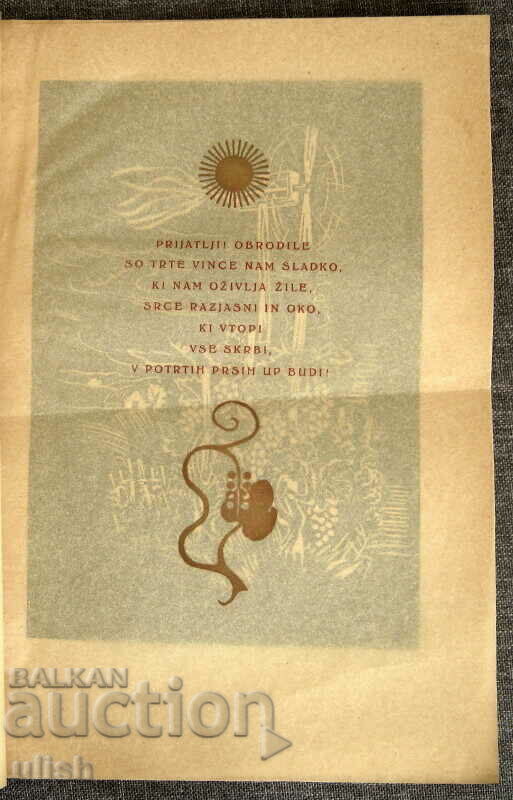 PRIJATLJI! OBRODILE
SO TRTE VINCE NAM SLADKO,
KI NAM OŽIVLJA ŽILE,
SRCE RAZJASNI IN OKO,
KI VTOPI
VSE SKRBI,
V POTRTIH PRSIH UP BUDI!
BALKAN
auction
ulish